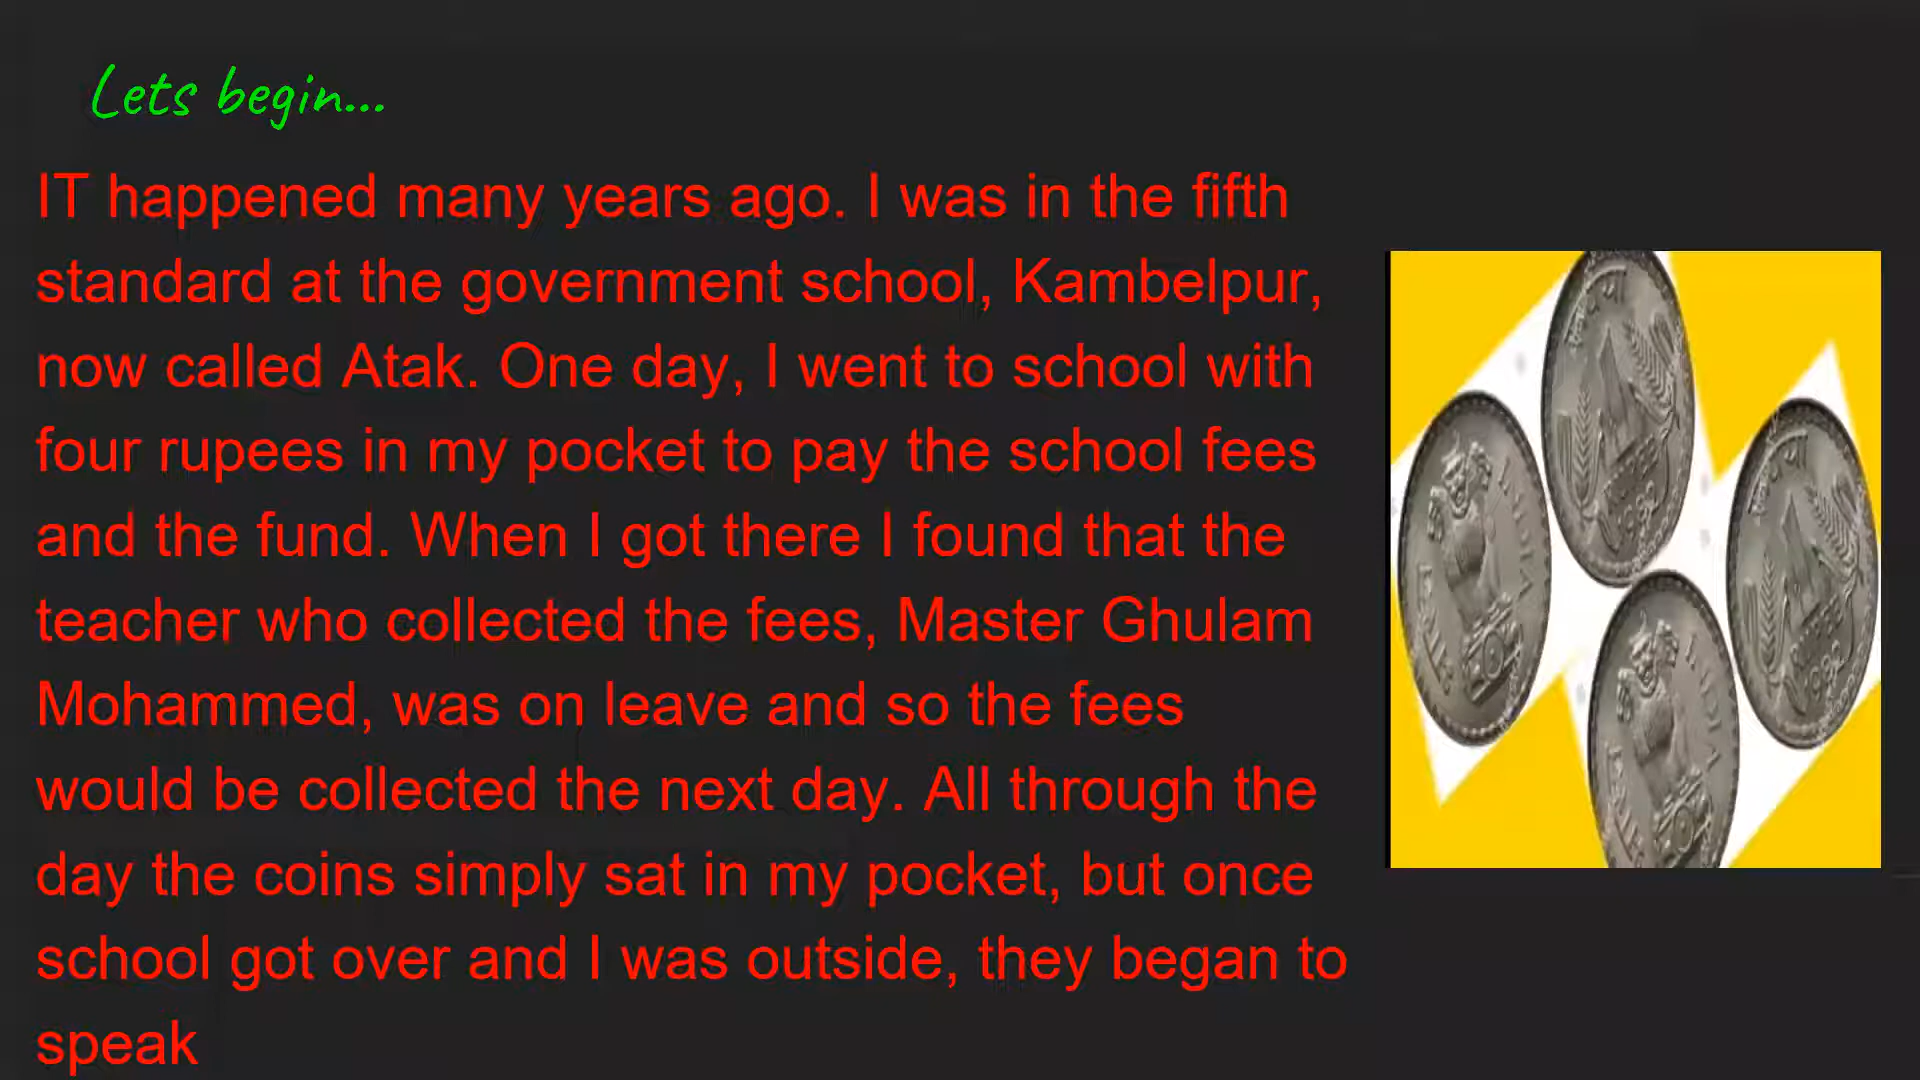 Lets begin...
IT happened many years ago. I was in the fifth
standard at the government school, Kambelpur,
now called Atak. One day, I went to school with
four rupees in my pocket to pay the school fees
and the fund. When I got there I found that the
teacher who collected the fees, Master Ghulam
Mohammed, was on leave and so the fees
would be collected the next day. All through the
day the coins simply sat in my pocket, but once
school got over and I was outside, they began to
speak
INDIA
INDIA